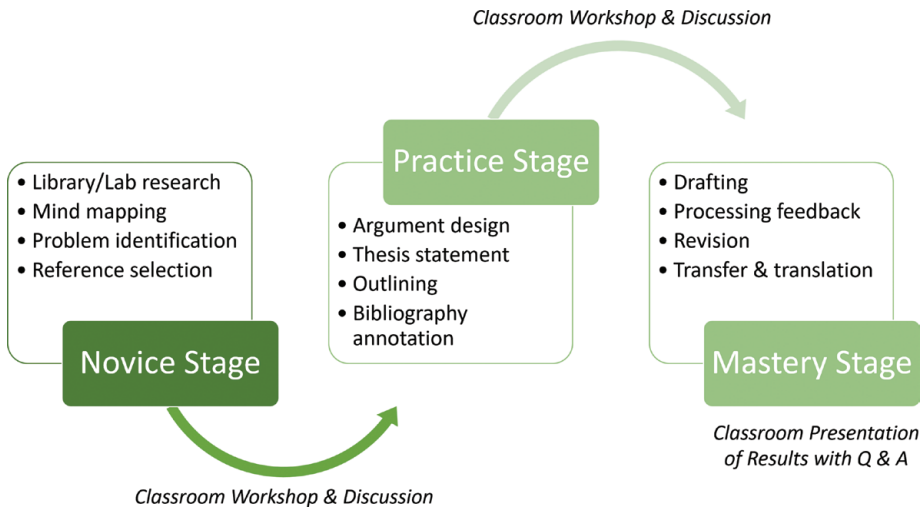 Classroom Workshop & Discussion
• Library/Lab research
• Mind mapping
• Problem identification
• Reference selection
Novice Stage
Classroom Workshop & Discussion
Practice Stage
• Argument design
• Thesis statement
• Outlining
• Bibliography
annotation
• Drafting
• Processing feedback
• Revision
• Transfer & translation
Mastery Stage
Classroom Presentation
of Results with Q & A